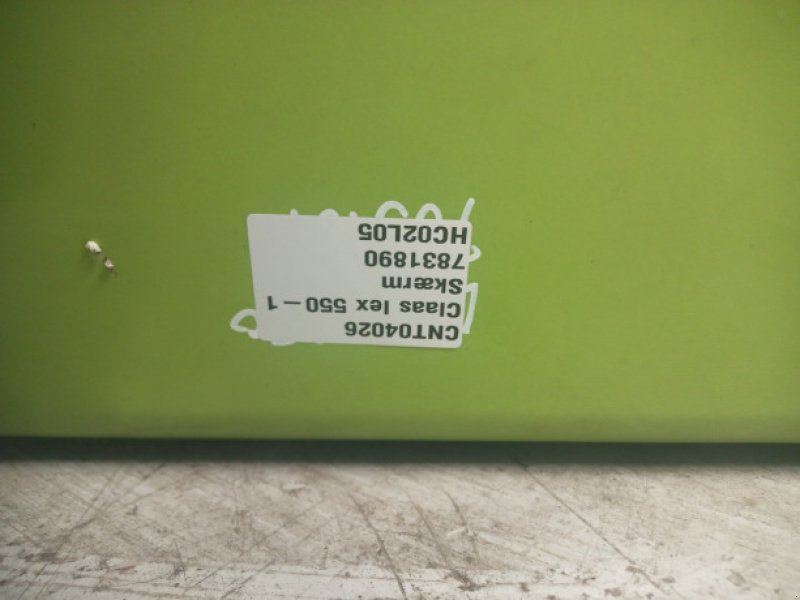 CNT04026
Claas lex 550 – 1
Skærm
7831890
HC02L05